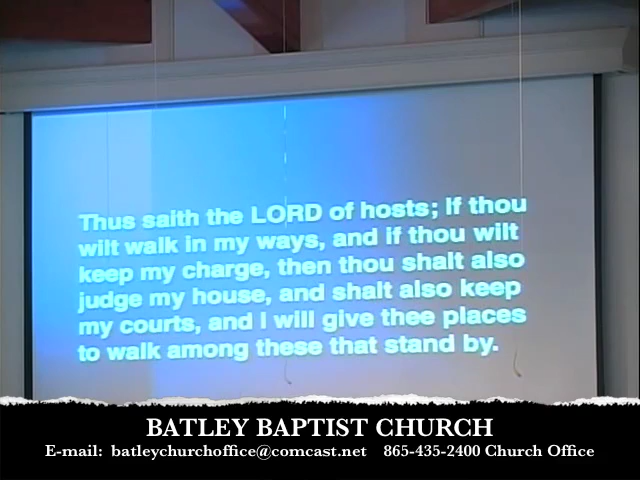 Thus saith the LORD of hosts; If thou
wilt walk in my ways, and if thou wilt
keep my charge, then thou shalt also
judge my house, and shalt also keep
my courts, and I will give thee places
to walk among these that stand by.
BATLEY BAPTIST CHURCH
E-mail: batleychurchoffice@comcast.net 865-435-2400 Church Office